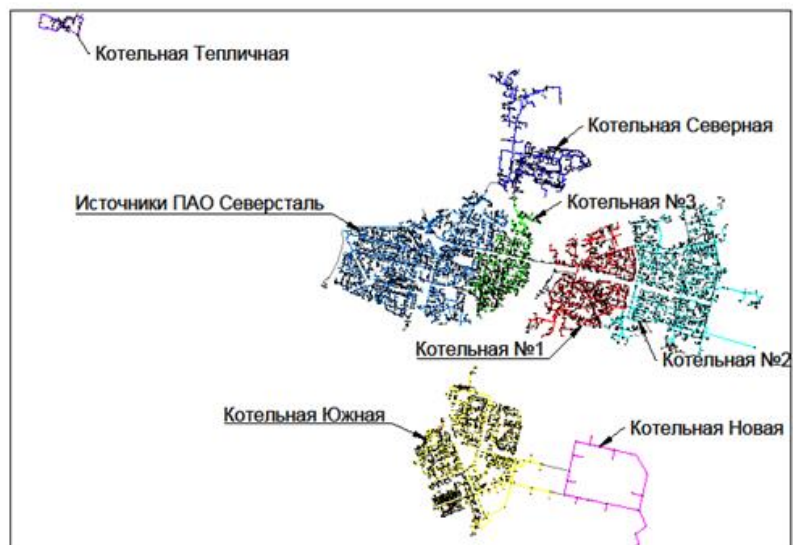 Котельная Тепличная
Котельная Северная
Источники ПАО Северсталь
Котельная №3
Котельная №1
Котельная №2
Котельная Южная
Котельная Новая